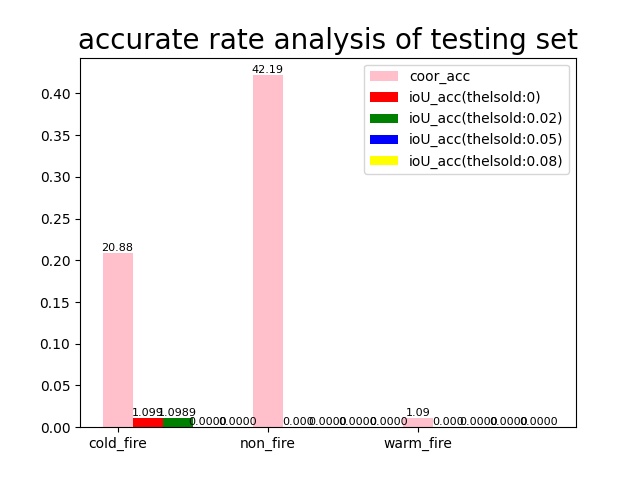 accurate rate analysis of testing set
coor_acc
ioU_acc(thelsold:0)
ioU_acc(thelsold:0.02)
ioU_acc(thelsold:0.05)
ioU_acc(thelsold:0.08)
0.40
0.35
0.30
0.25
0.20
0.15
0.10
0.05
0.00
20.88
1.099
1.0989
0.0000
0.0000
42.19
0.000
0.0000
0.0000
0.0000
1.09
0.000
0.0000
0.0000
0.0000
cold_fire
non_fire
warm_fire